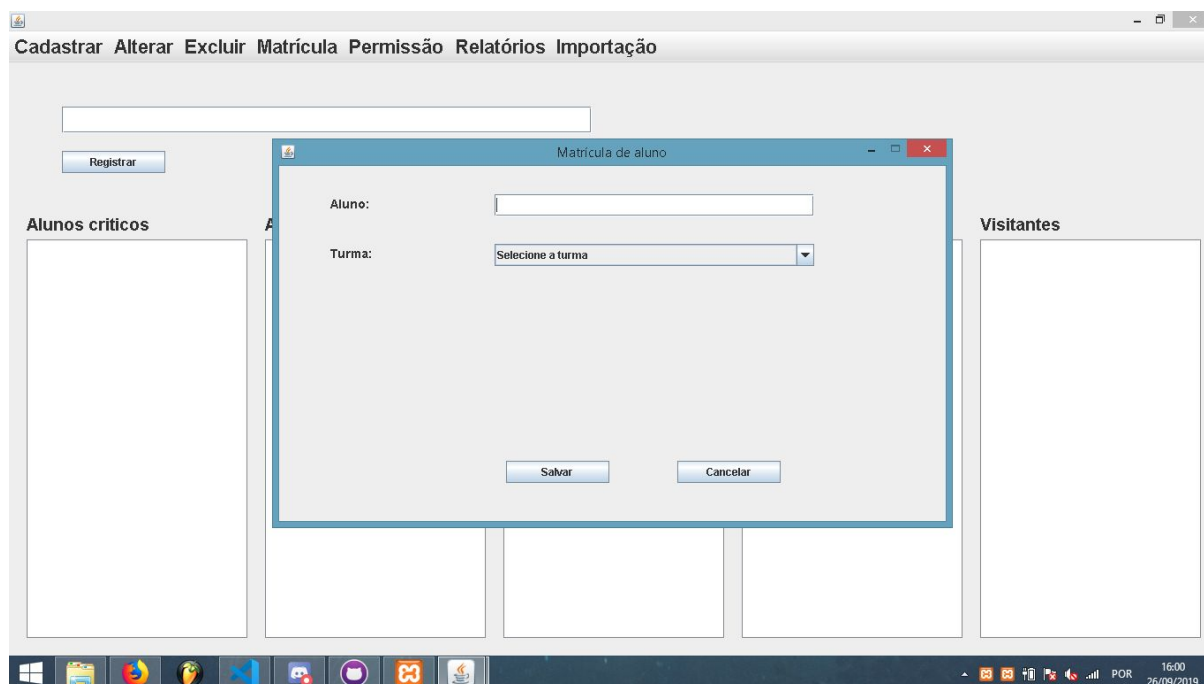 Cadastrar Alterar Excluir Matrícula Permissão Relatórios Importação
Registrar
Matrícula de aluno
Aluno:
Turma:
Selecione a turma
Salvar
Cancelar
Alunos criticos
A
Visitantes
POR
16:00
26/09/2019